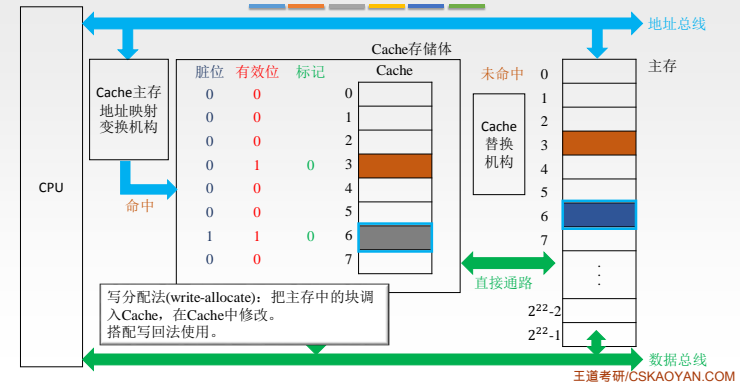 地址总线
Cache存储体
脏位 有效位 标记 Cache
未命中
主存
Cache主存
地址映射
变换机构
Cache
替换
机构
CPU
命中
0 0 0
0 0 1
0 0 2
0 1 0 3
0 0 4
0 0 5
1 1 0 6
0 0 7
0
1
2
3
4
5
6
7
.
.
.
2²²-2
2²²-1
直接通路
写分配法(write-allocate)：把主存中的块调
入Cache，在Cache中修改。
搭配写回法使用。
数据总线
王道考研/CSKAOYAN.COM